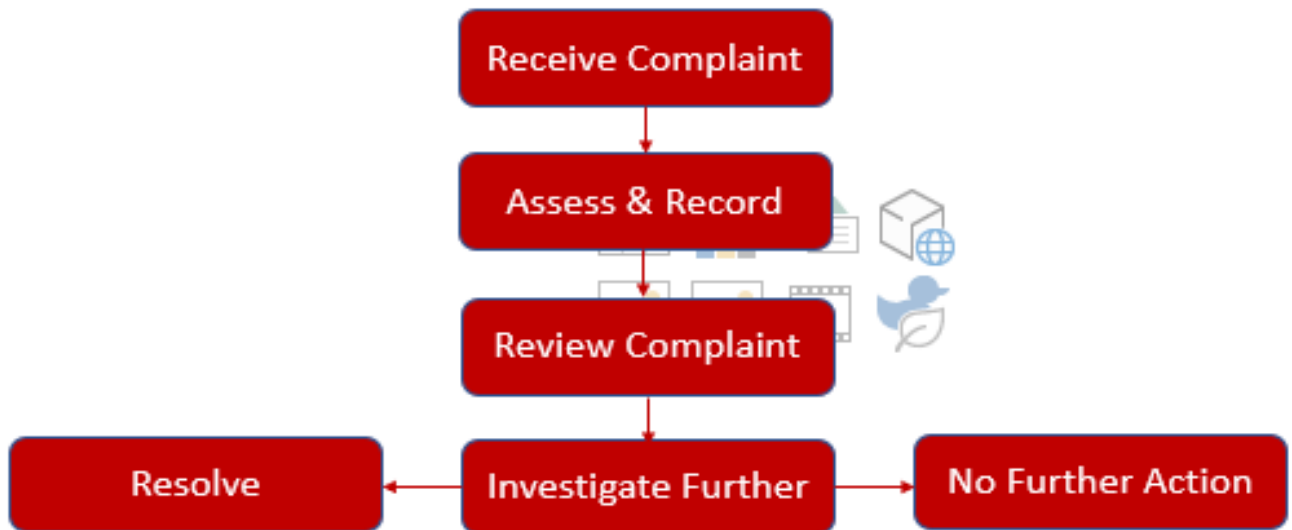 Receive Complaint
Assess & Record
Review Complaint
Resolve
Investigate Further
No Further Action